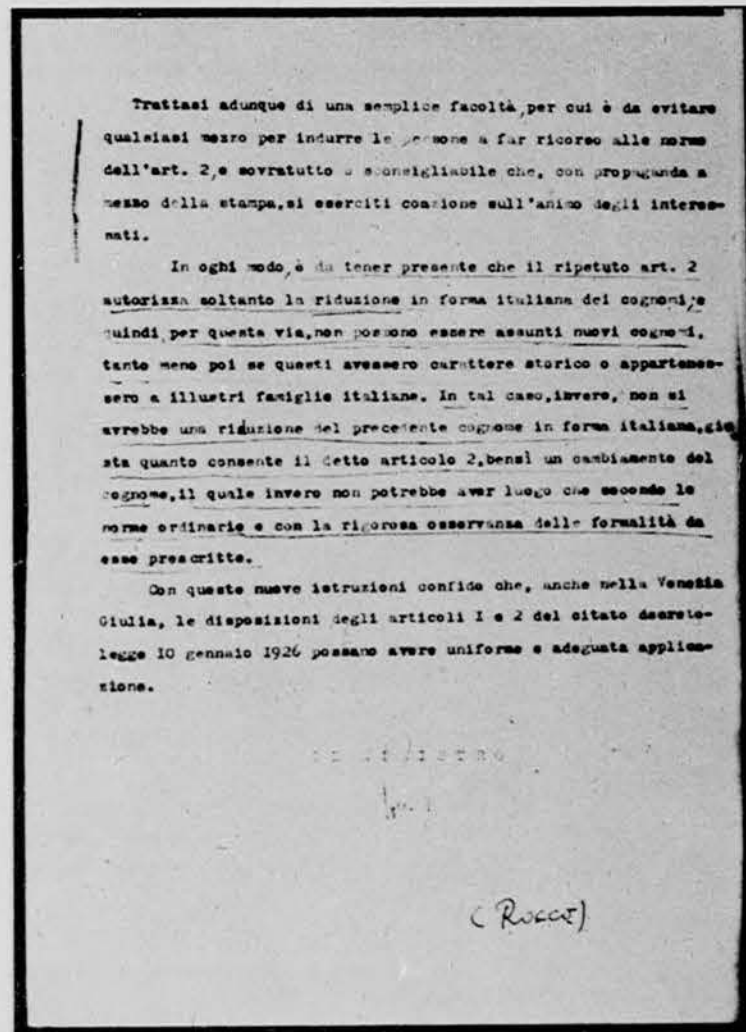 Trattasi adunque di una semplice facoltà, per cui è da evitare
qualsiasi mezzo per indurre le persone a far ricorso alle norme
dell'art. 2, e sovratutto è sconsigliabile che, con propaganda a
mezzo della stampa, si eserciti coazione sull'animo degli interes-
sati.
In oghi modo, è da tener presente che il ripetuto art. 2
autorizza soltanto la riduzione in forma italiana dei cognomi, e
quindi, per questa via, non possono essere assunti nuovi cognomi,
tanto meno poi se questi avessero carattere storico o appartenes-
sero a illustri famiglie italiane. In tal caso, invero, non si
avrebbe una riduzione del precedente cognome in forma italiana, giu
sta quanto consente il detto articolo 2, bensì un cambiamento del
cognome, il quale invero non potrebbe aver luogo che secondo le
norme ordinarie e con la rigorosa osservanza delle formalità da
esse prescritte.
Con queste nuove istruzioni confido che, anche nella Venezia
Giulia, le disposizioni degli articoli I e 2 del citato decreto-
legge 10 gennaio 1926 possano avere uniforme e adeguata applica-
zione.
(Rocco)